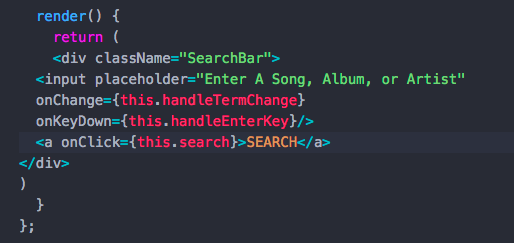 render() {
return (
<div className="SearchBar">
<input placeholder="Enter A Song, Album, or Artist"
onChange={this.handleTermChange}
onKeyDown={this.handleEnterKey}/>
<a onClick={this.search}>SEARCH</a>
</div>
)
}
};